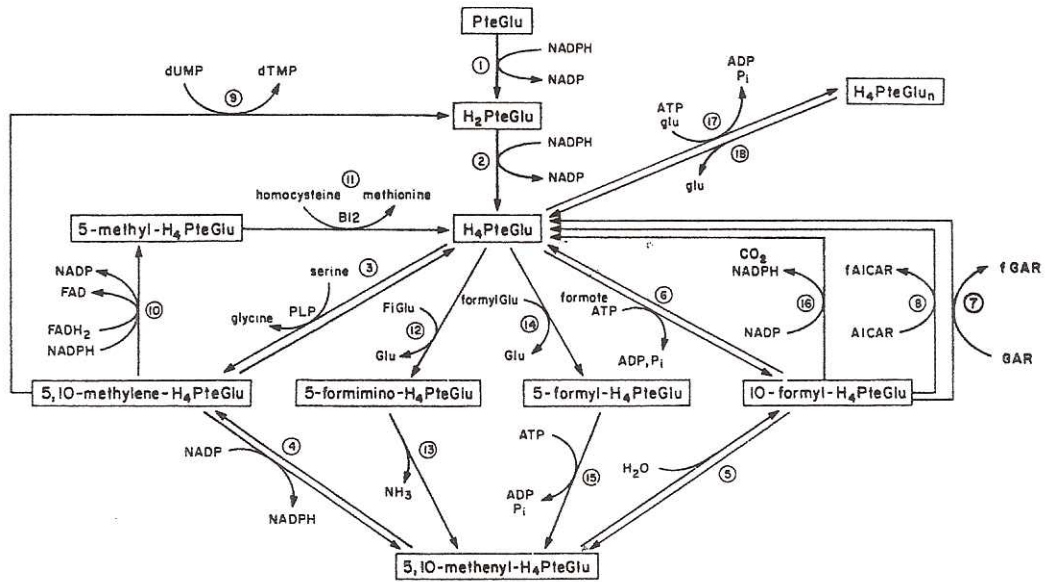 PteGlu
NADPH
①
NADP
dUMP
dTMP
⑨
ADP
Pi
H4PteGlun
ATP
glu
⑰
⑱
glu
H2PteGlu
NADPH
②
NADP
⑪
homocysteine
methionine
B12
5-methyl-H4PteGlu
H4PteGlu
NADP
FAD
⑩
FADH2
NADPH
serine
③
PLP
glycine
FiGlu
⑫
Glu
formylGlu
⑭
Glu
formote
ATP
⑥
ADP, Pi
CO2
NADPH
⑯
NADP
fAICAR
⑧
AICAR
fGAR
⑦
GAR
5,10-methylene-H4PteGlu
5-formimino-H4PteGlu
5-formyl-H4PteGlu
10-formyl-H4PteGlu
NADP
④
NADPH
⑬
NH3
ATP
⑮
ADP
Pi
H2O
⑤
5,10-methenyl-H4PteGlu